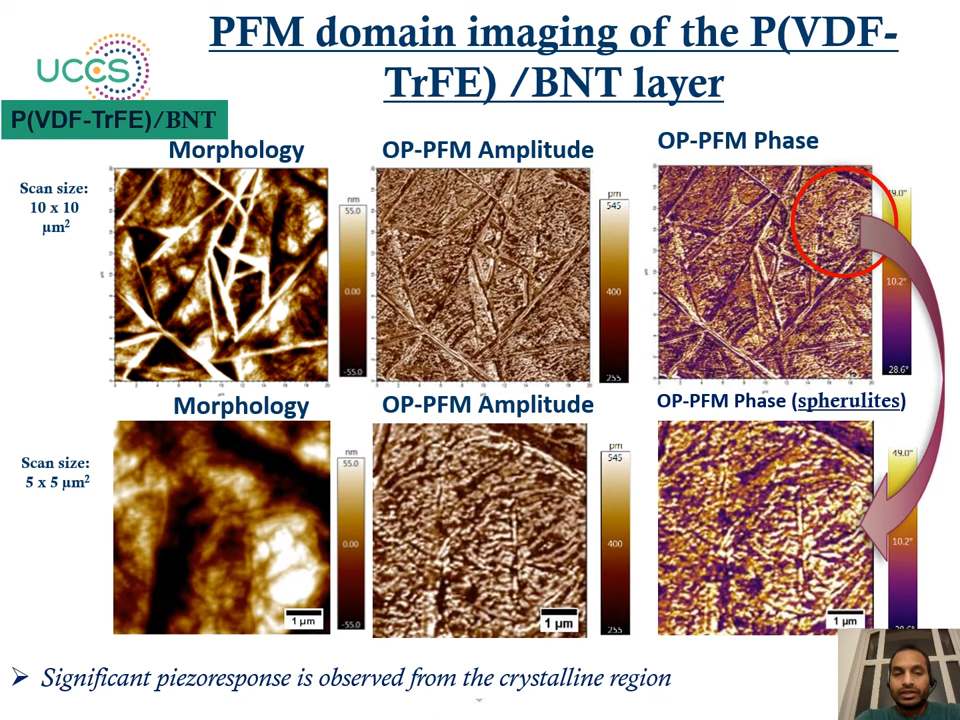 PFM domain imaging of the P(VDF-
TrFE) /BNT layer
UCCS
P(VDF-TrFE)/BNT
Morphology
OP-PFM Amplitude
OP-PFM Phase
Scan size:
10 x 10
µm²
nm
55.0
0.00
-55.0
pm
545
400
255
10.2°
28.6°
Morphology
OP-PFM Amplitude
OP-PFM Phase (spherulites)
Scan size:
5 x 5 µm²
nm
55.0
0.00
-55.0
1 µm
pm
545
400
255
1 µm
49.0°
10.2°
1 µm
➢ Significant piezoresponse is observed from the crystalline region